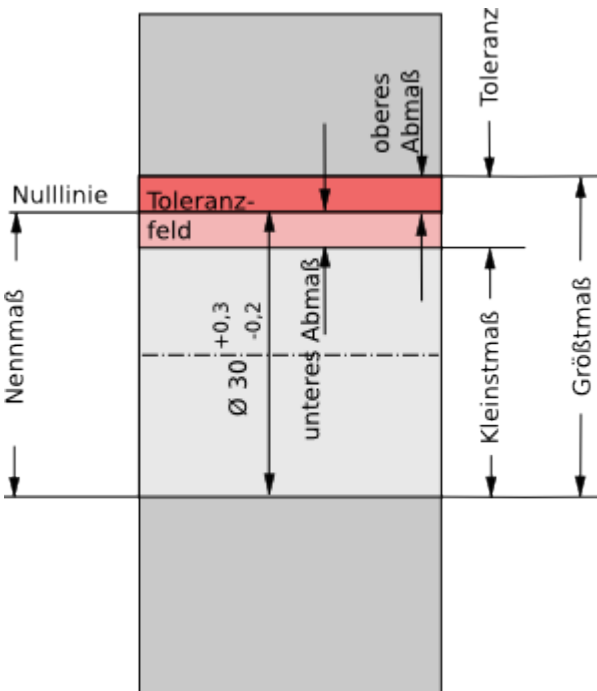 Toleranz
oberes
Abmaß
Nulllinie
Toleranz-
feld
Nennmaß
Ø 30 +0,3
-0,2
unteres Abmaß
Kleinstmaß
Größtmaß